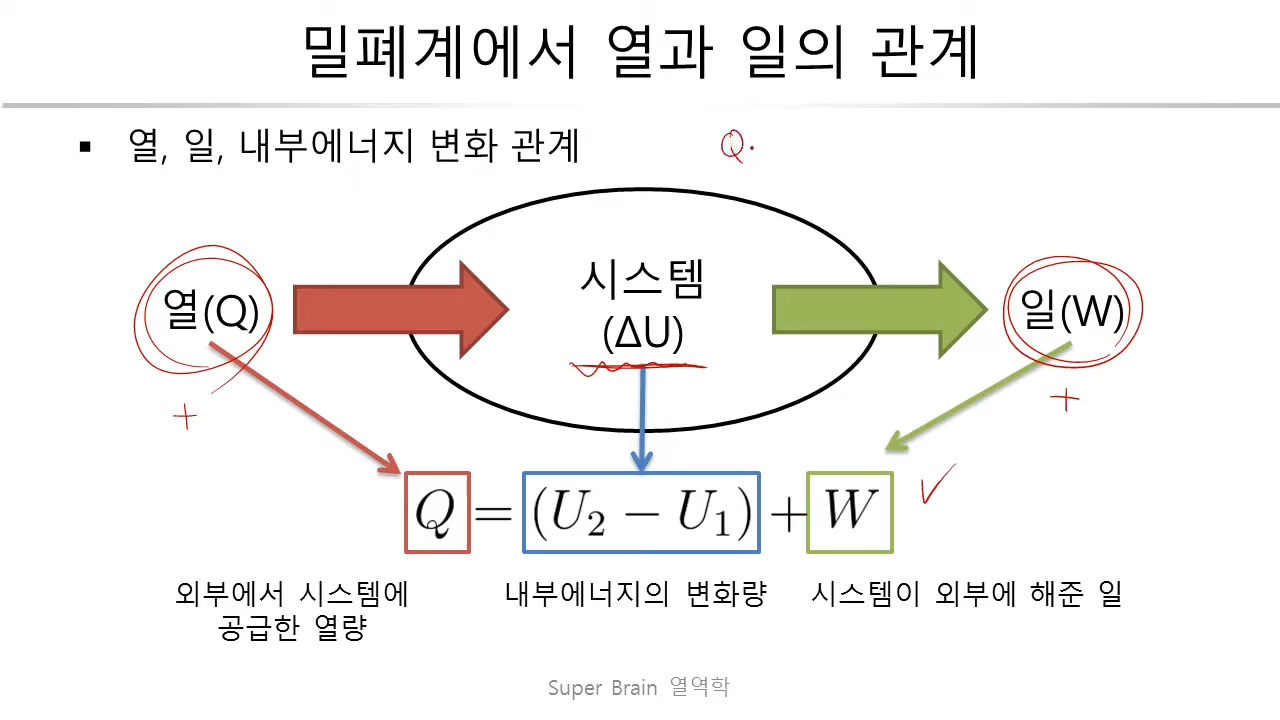 밀폐계에서 열과 일의 관계
▪ 열, 일, 내부에너지 변화 관계
Q.
열(Q)
시스템
(ΔU)
일(W)
+
+
Q = (U₂ − U₁) + W
외부에서 시스템에
공급한 열량
내부에너지의 변화량
시스템이 외부에 해준 일
Super Brain 열역학